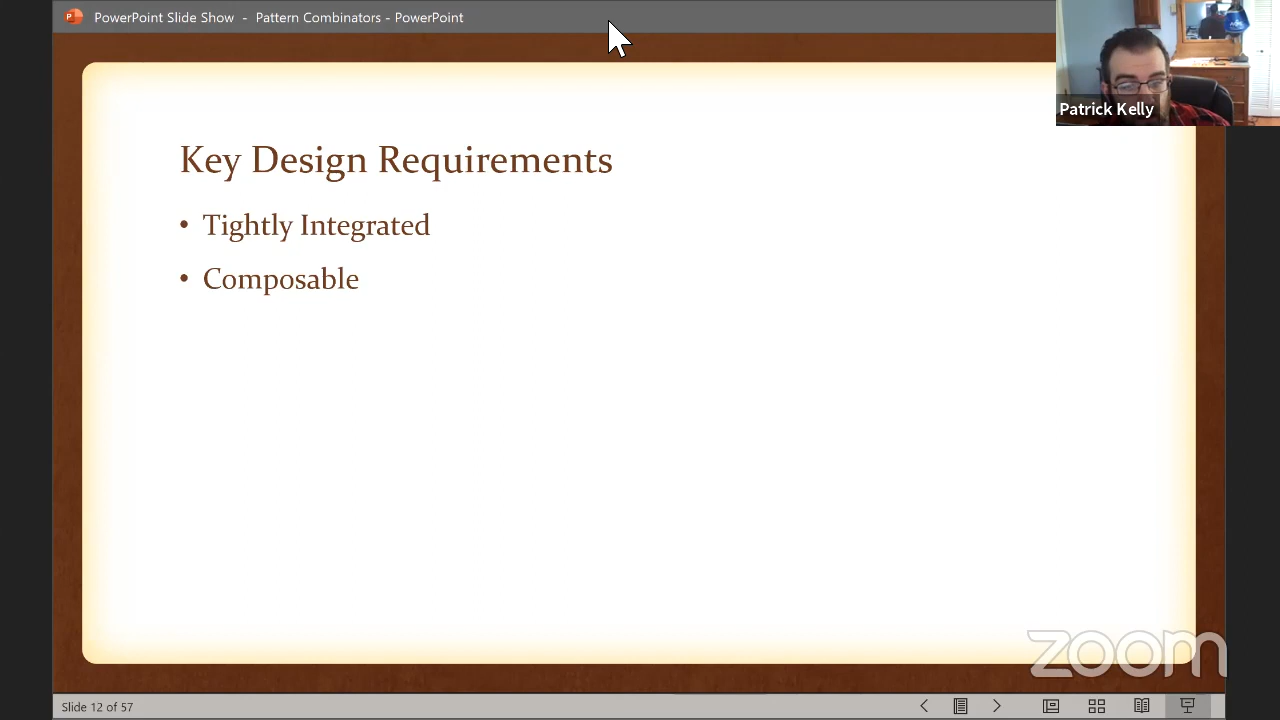 PowerPoint Slide Show - Pattern Combinators - PowerPoint
Patrick Kelly
Key Design Requirements
• Tightly Integrated
• Composable
zoom
Slide 12 of 57